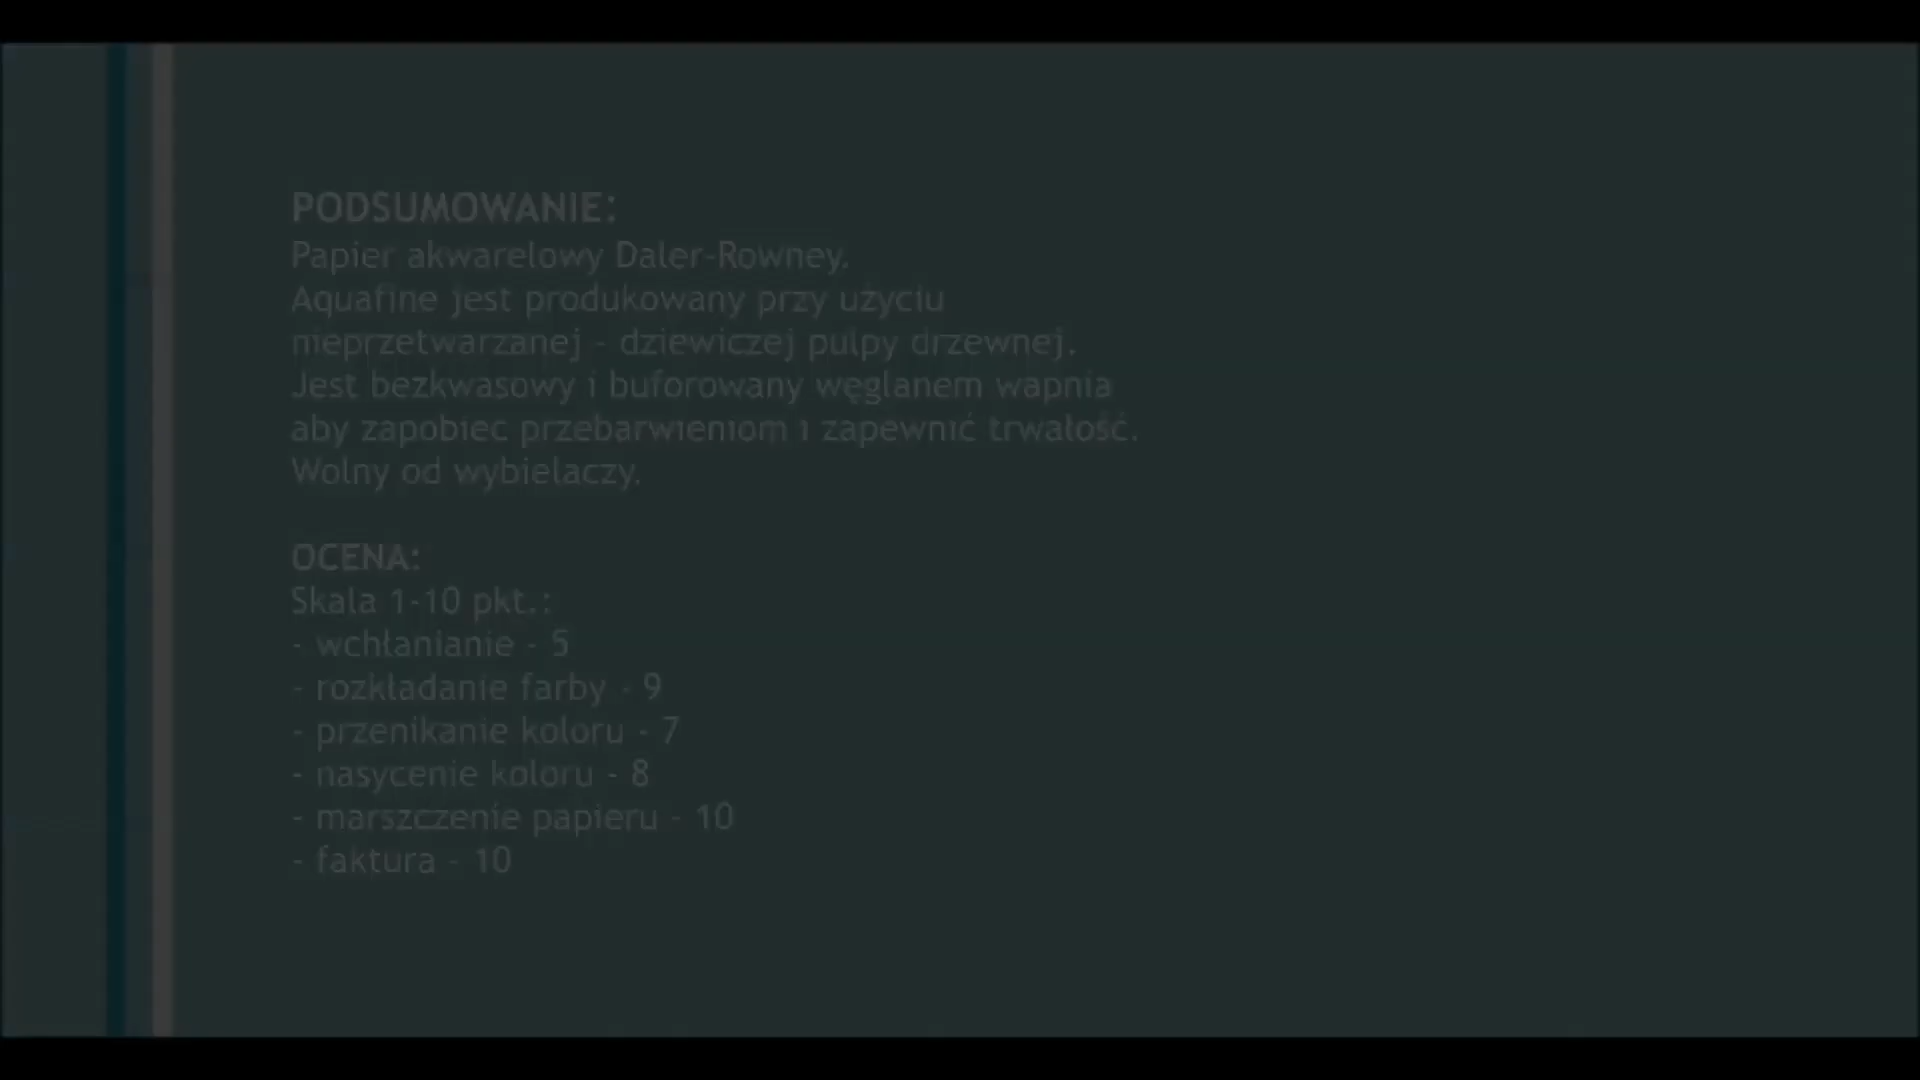 PODSUMOWANIE:
Papier akwarelowy Daler-Rowney.
Aquafine jest produkowany przy użyciu
nieprzetwarzanej - dziewiczej pulpy drzewnej.
Jest bezkwasowy i buforowany węglanem wapnia
aby zapobiec przebarwieniom i zapewnić trwałość.
Wolny od wybielaczy.
OCENA:
Skala 1-10 pkt.:
- wchłanianie - 5
- rozkładanie farby - 9
- przenikanie koloru - 7
- nasycenie koloru - 8
- marszczenie papieru - 10
- faktura - 10